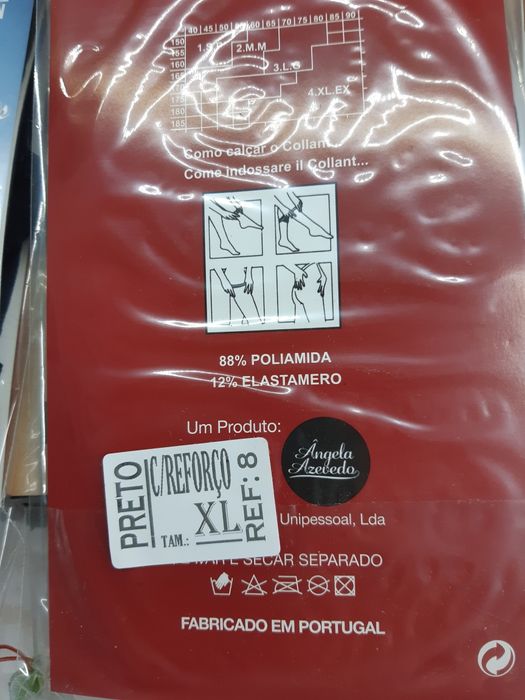 40 45 50 55 60 65 70 75 80 85 90
150
155
160
165
175
180
185
2.M.M
3.L.G
4.XL.EX
Como calçar o Collant...
Come indossare il Collant...
88% POLIAMIDA
12% ELASTAMERO
Um Produto:
Ângela
Azevedo
Unipessoal, Lda
PRETO
C/REFORÇO
TAM.: XL
REF: 8
E SECAR SEPARADO
FABRICADO EM PORTUGAL